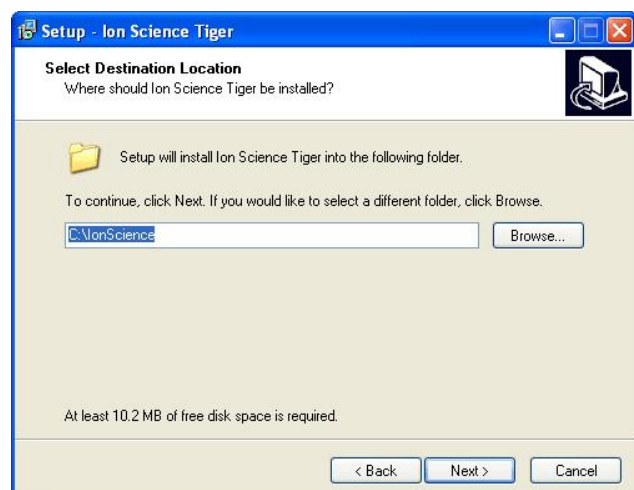 Setup - Ion Science Tiger
Select Destination Location
Where should Ion Science Tiger be installed?
Setup will install Ion Science Tiger into the following folder.
To continue, click Next. If you would like to select a different folder, click Browse.
C:\IonScience
Browse...
At least 10.2 MB of free disk space is required.
< Back
Next >
Cancel